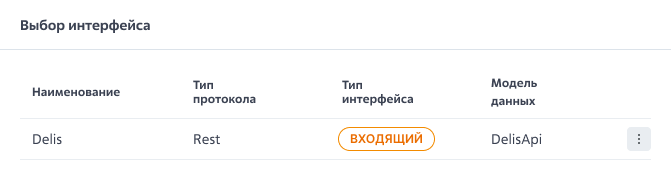 Выбор интерфейса
Наименование
Тип
протокола
Тип
интерфейса
Модель
данных
Delis
Rest
ВХОДЯЩИЙ
DelisApi